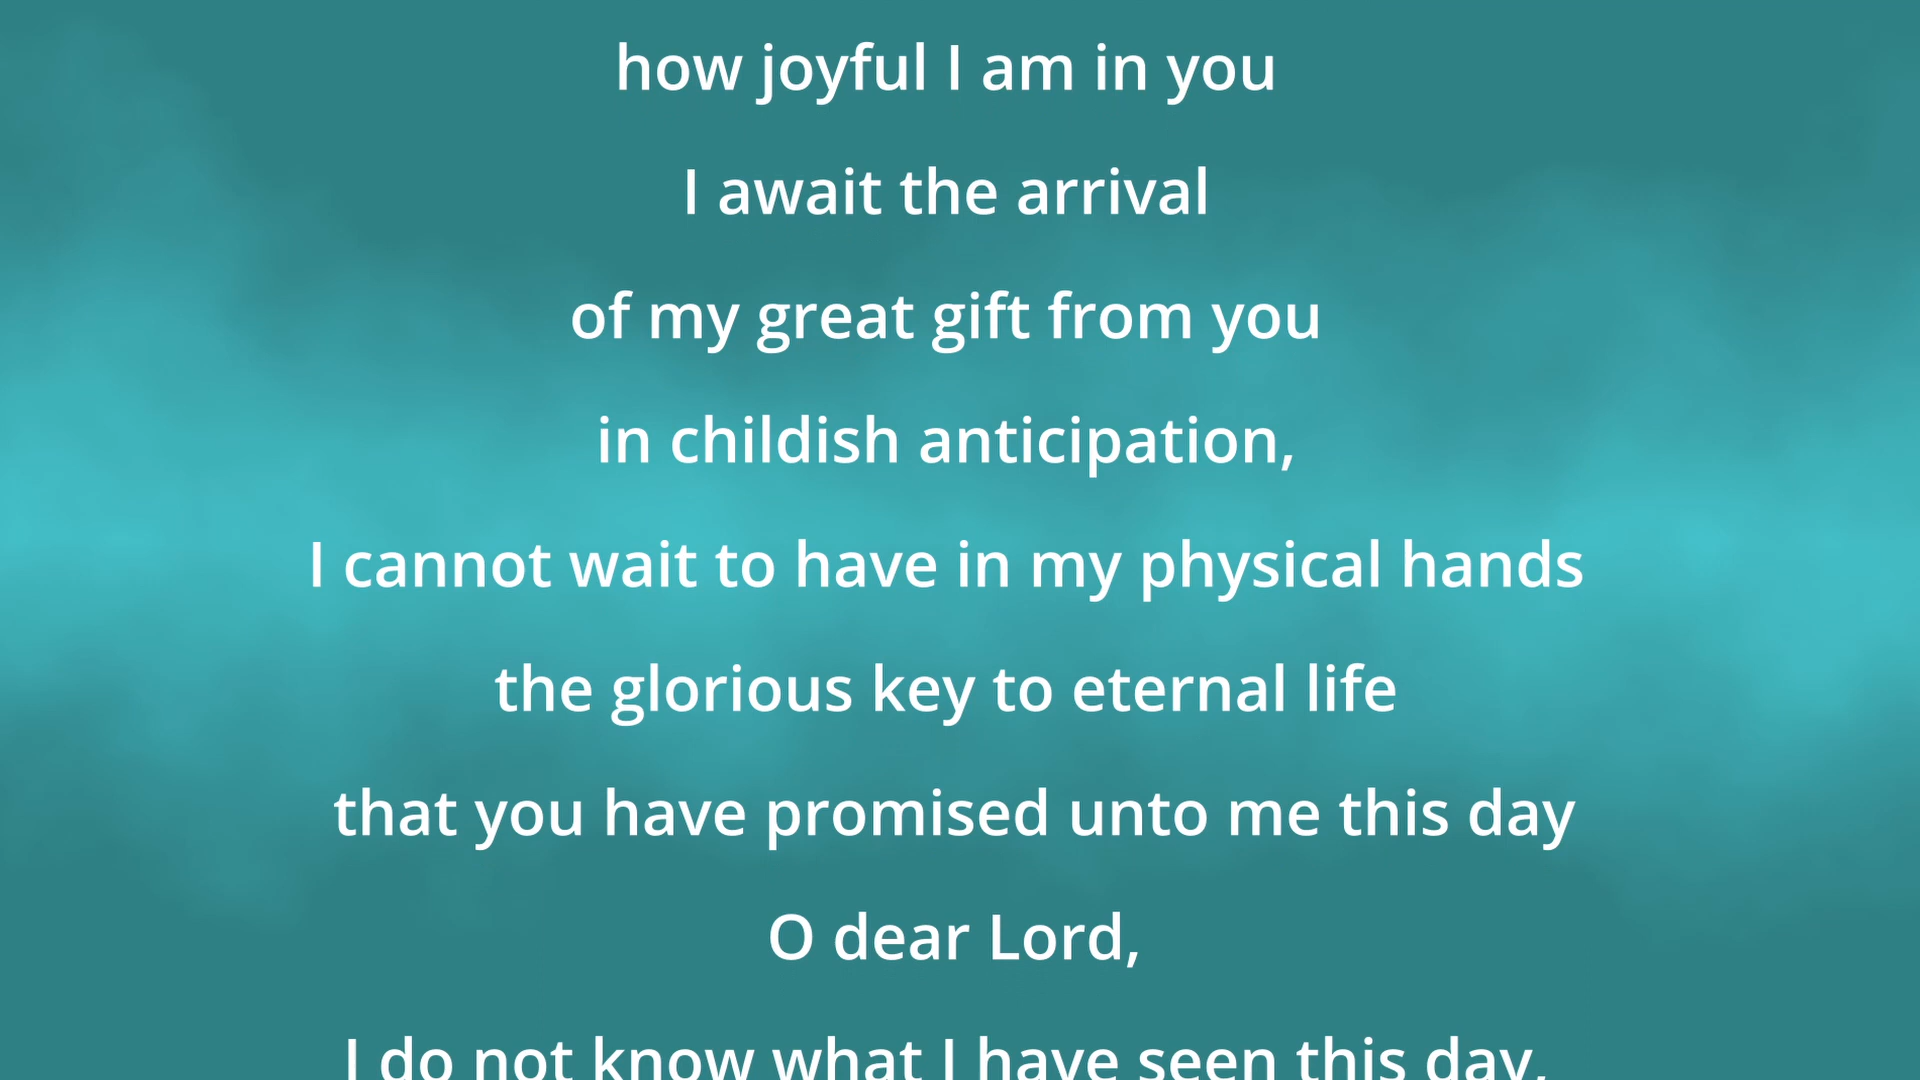 how joyful I am in you
I await the arrival
of my great gift from you
in childish anticipation,
I cannot wait to have in my physical hands
the glorious key to eternal life
that you have promised unto me this day
O dear Lord,
I do not know what I have seen this day,